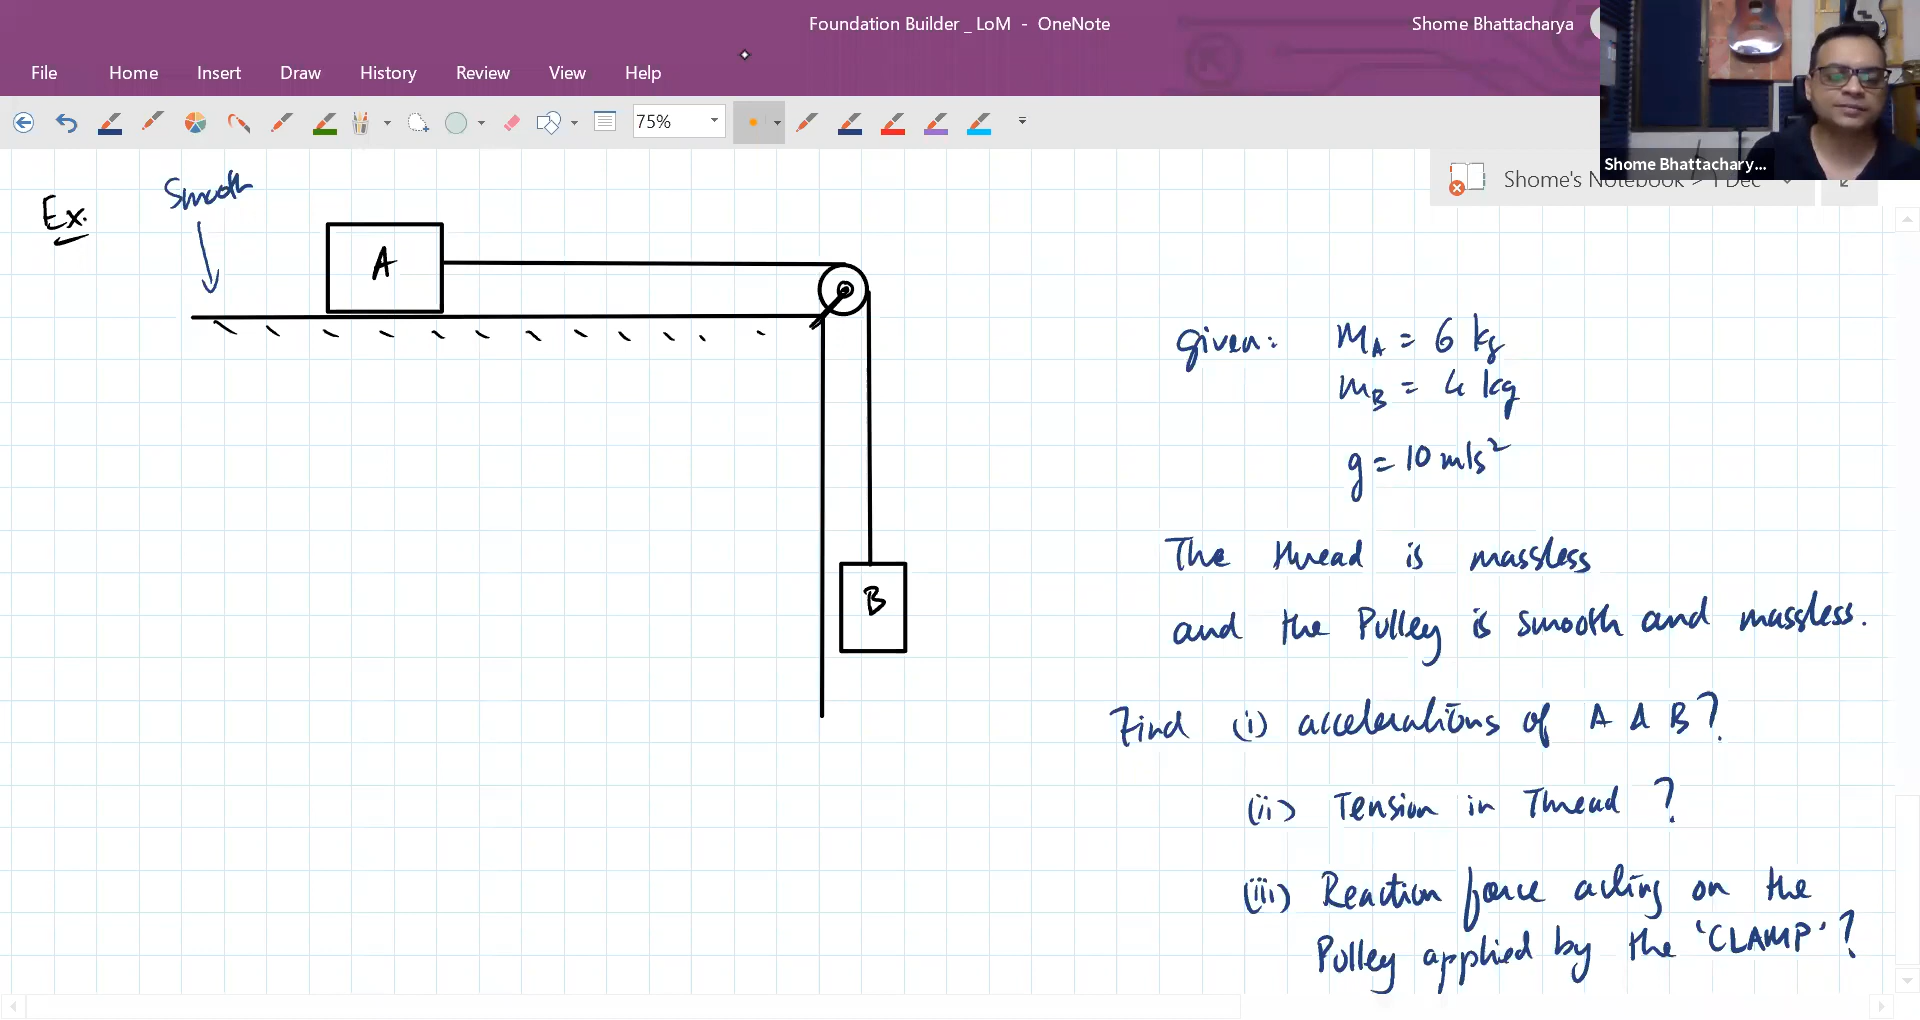 Foundation Builder _ LoM - OneNote
Shome Bhattacharya
File Home Insert Draw History Review View Help
75%
Shome Bhattachary...
Shome's Notebook > 1 Dec
Ex.
Smooth
A
B
given: mA = 6 kg
mB = 4 kg
g = 10 m/s²
The thread is massless
and the Pulley is smooth and massless.
Find (i) accelerations of A & B?
(ii) Tension in Thread ?
(iii) Reaction force acting on the
Pulley applied by the 'CLAMP'?